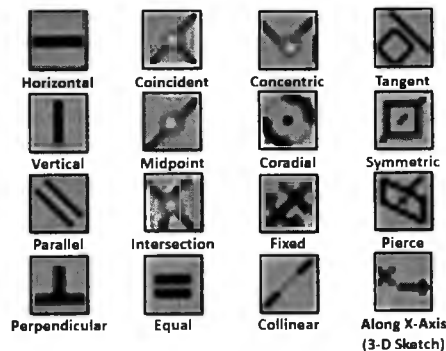 Horizontal Coincident Concentric Tangent
Vertical Midpoint Coradial Symmetric
Parallel Intersection Fixed Pierce
Perpendicular Equal Collinear Along X-Axis
(3-D Sketch)